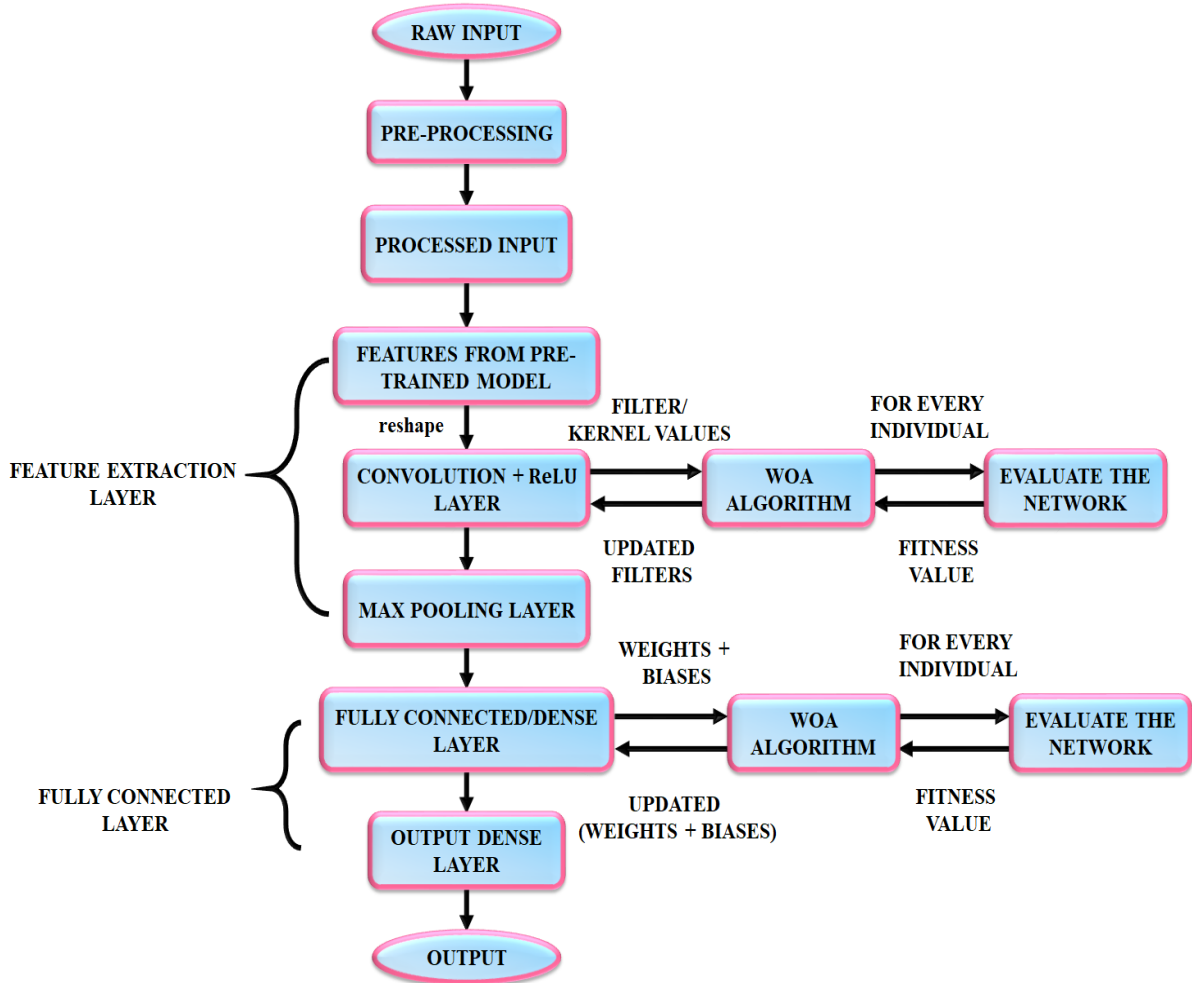 RAW INPUT
PRE-PROCESSING
PROCESSED INPUT
FEATURES FROM PRE-
TRAINED MODEL
reshape
FEATURE EXTRACTION
LAYER
CONVOLUTION + ReLU
LAYER
FILTER/
KERNEL VALUES
UPDATED
FILTERS
WOA
ALGORITHM
FOR EVERY
INDIVIDUAL
FITNESS
VALUE
EVALUATE THE
NETWORK
MAX POOLING LAYER
FULLY CONNECTED/DENSE
LAYER
WEIGHTS +
BIASES
UPDATED
(WEIGHTS + BIASES)
WOA
ALGORITHM
FOR EVERY
INDIVIDUAL
FITNESS
VALUE
EVALUATE THE
NETWORK
FULLY CONNECTED
LAYER
OUTPUT DENSE
LAYER
OUTPUT